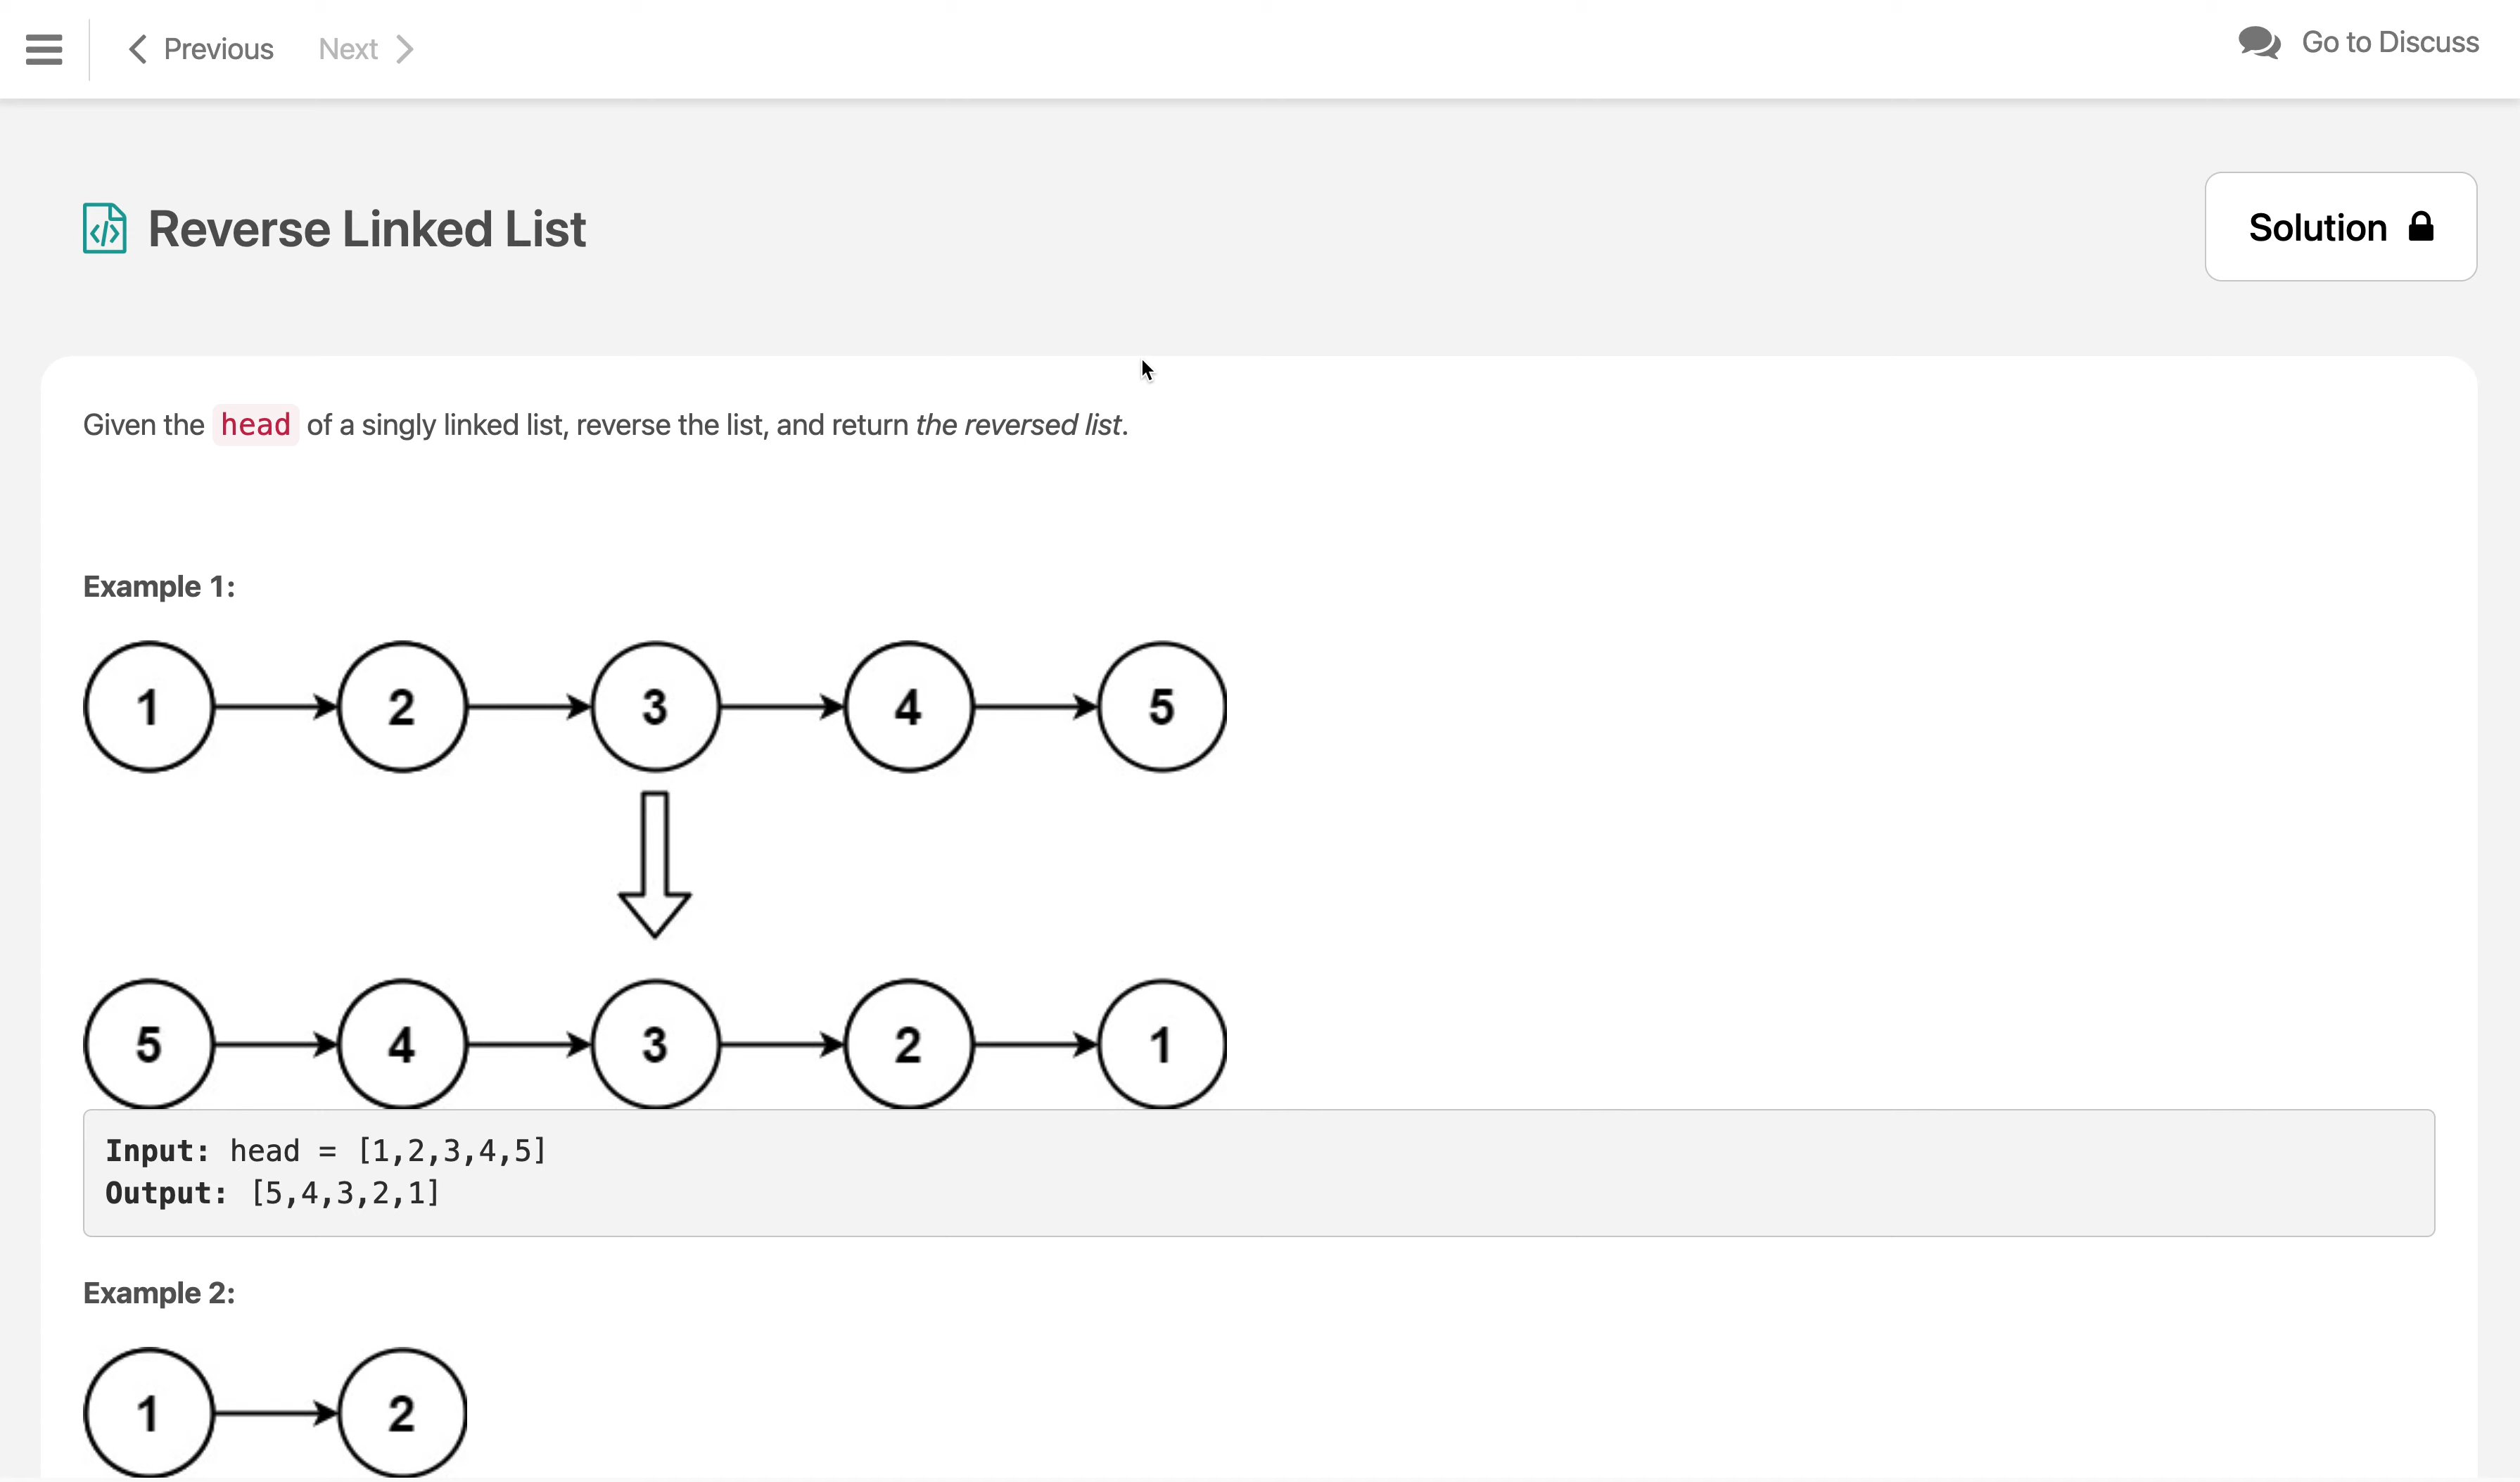 Previous Next
Go to Discuss
Reverse Linked List
Solution
Given the head of a singly linked list, reverse the list, and return the reversed list.
Example 1:
1 2 3 4 5
5 4 3 2 1
Input: head = [1,2,3,4,5]
Output: [5,4,3,2,1]
Example 2:
1 2